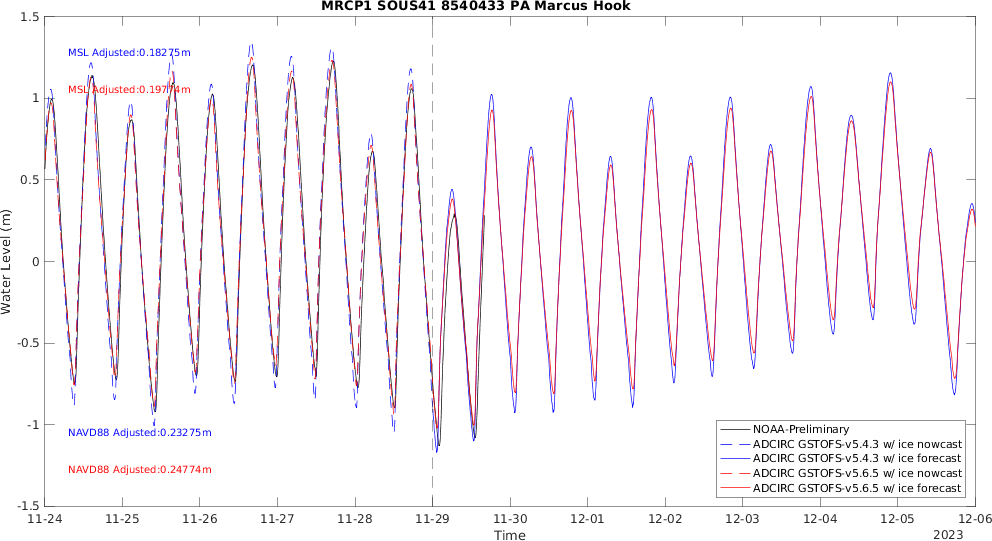 MRCP1 SOUS41 8540433 PA Marcus Hook
1.5
1
0.5
0
-0.5
-1
-1.5
Water Level (m)
MSL Adjusted:0.18275m
MSL Adjusted:0.19774m
NAVD88 Adjusted:0.23275m
NAVD88 Adjusted:0.24774m
NOAA-Preliminary
ADCIRC GSTOFS-v5.4.3 w/ ice nowcast
ADCIRC GSTOFS-v5.4.3 w/ ice forecast
ADCIRC GSTOFS-v5.6.5 w/ ice nowcast
ADCIRC GSTOFS-v5.6.5 w/ ice forecast
11-24 11-25 11-26 11-27 11-28 11-29 11-30 12-01 12-02 12-03 12-04 12-05 12-06
Time
2023